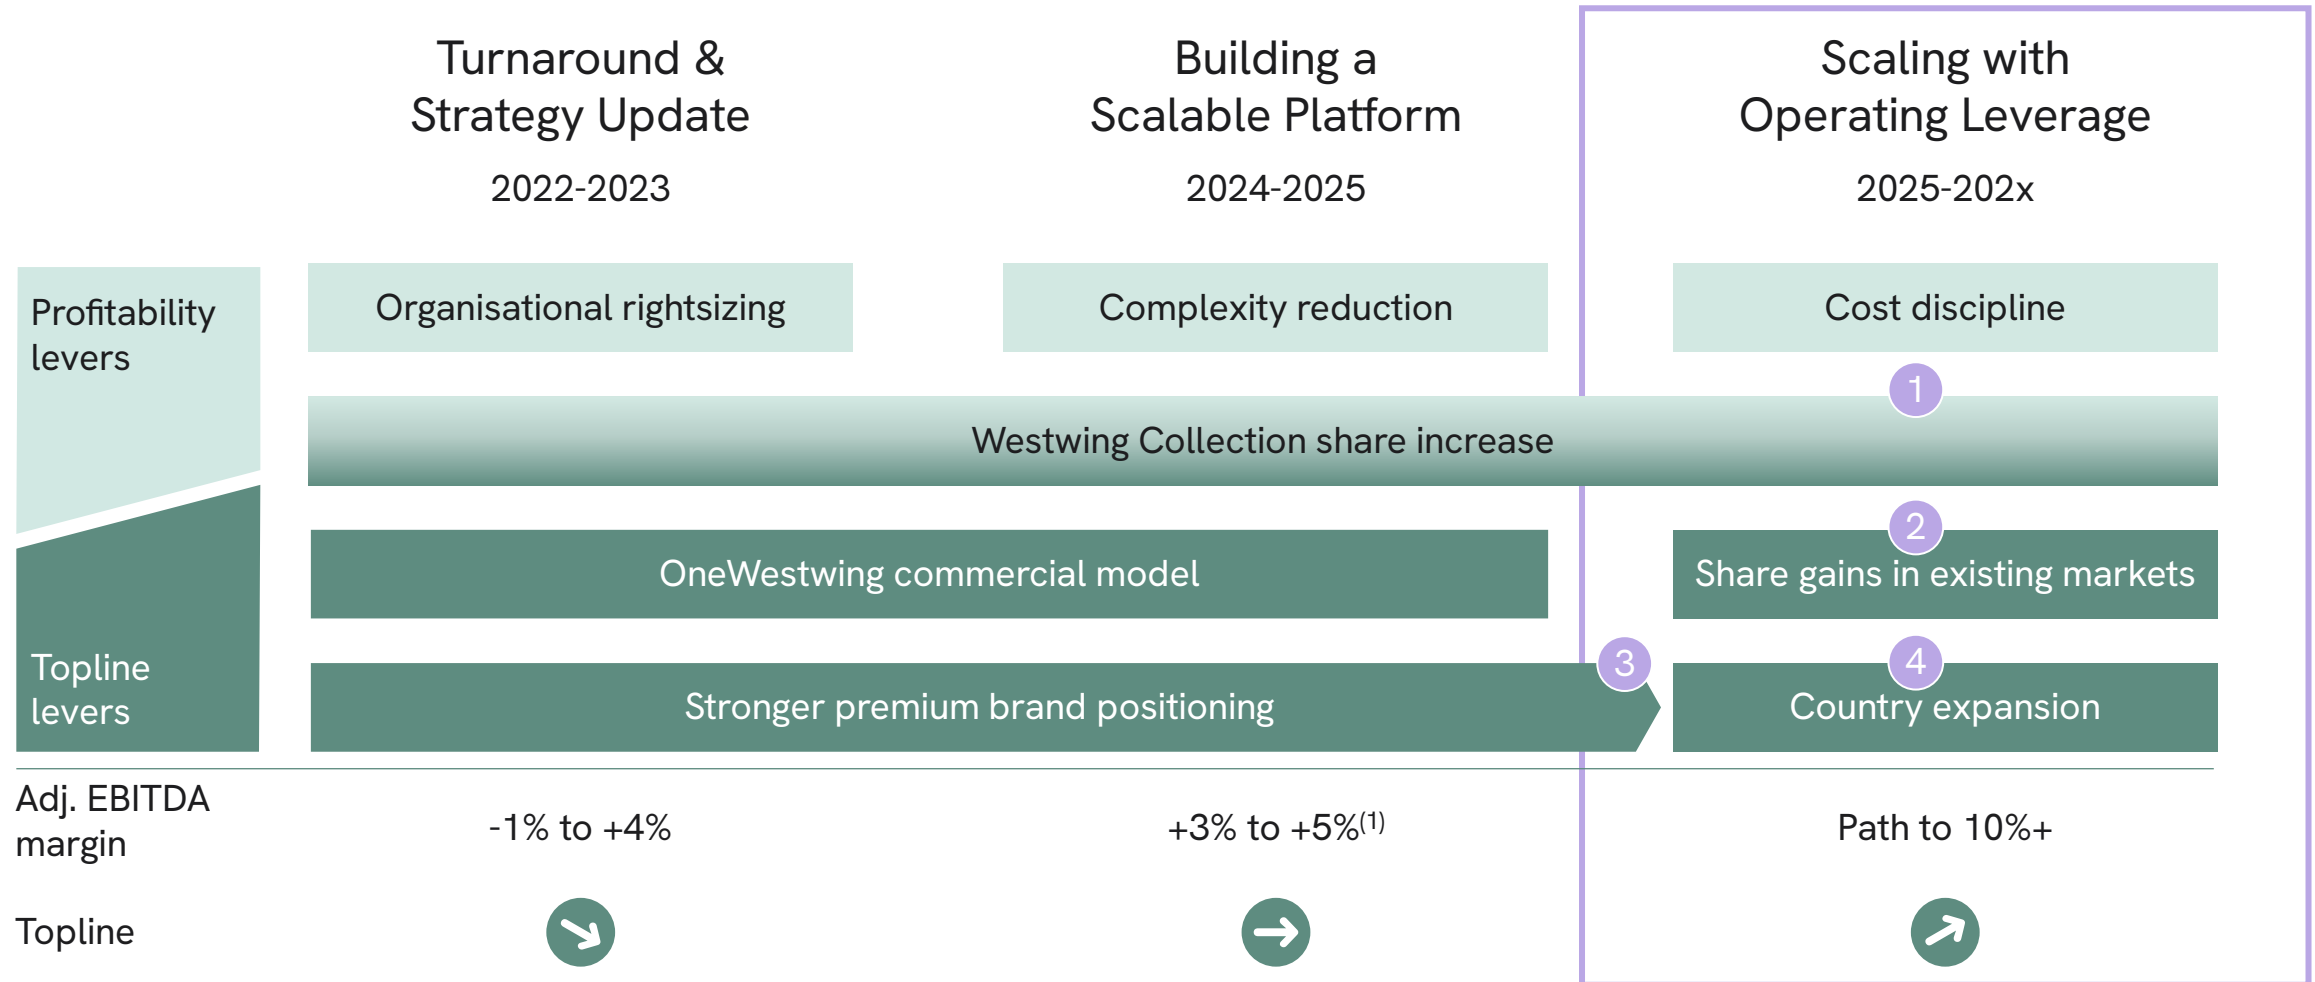 Turnaround &
Strategy Update
2022-2023
Building a
Scalable Platform
2024-2025
Scaling with
Operating Leverage
2025-202x
Profitability
levers
Organisational rightsizing
Complexity reduction
Cost discipline
1
Westwing Collection share increase
Topline
levers
OneWestwing commercial model
2
Share gains in existing markets
Stronger premium brand positioning
3
4
Country expansion
Adj. EBITDA
margin
-1% to +4%
+3% to +5%(1)
Path to 10%+
Topline